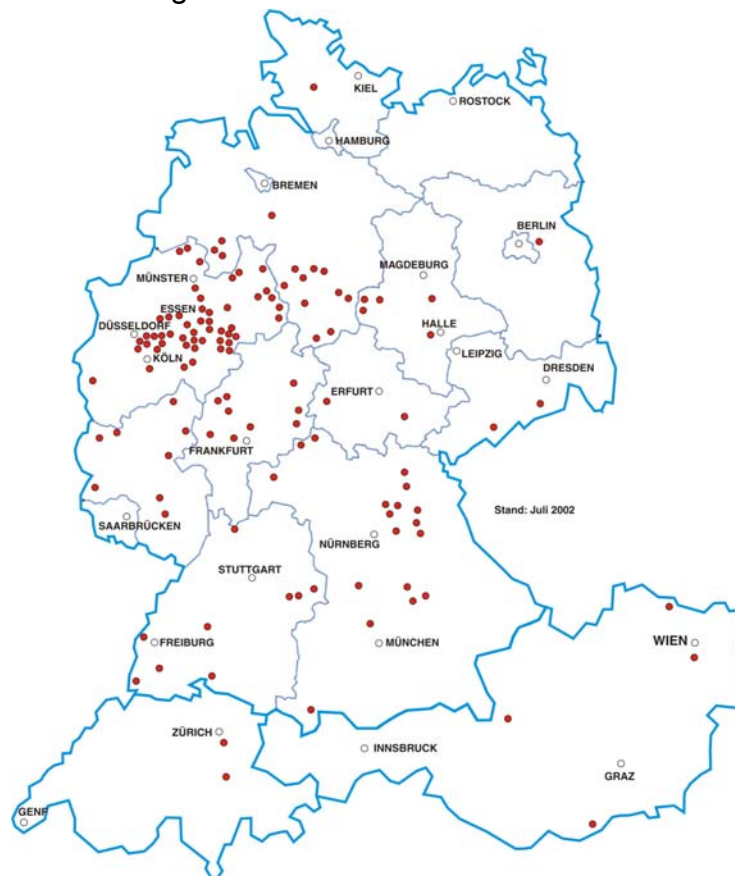 KIEL
ROSTOCK
HAMBURG
BREMEN
BERLIN
MAGDEBURG
MÜNSTER
ESSEN
DÜSSELDORF
HALLE
KÖLN
LEIPZIG
DRESDEN
ERFURT
FRANKFURT
Stand: Juli 2002
SAARBRÜCKEN
NÜRNBERG
STUTTGART
FREIBURG
MÜNCHEN
WIEN
ZÜRICH
INNSBRUCK
GRAZ
GENF